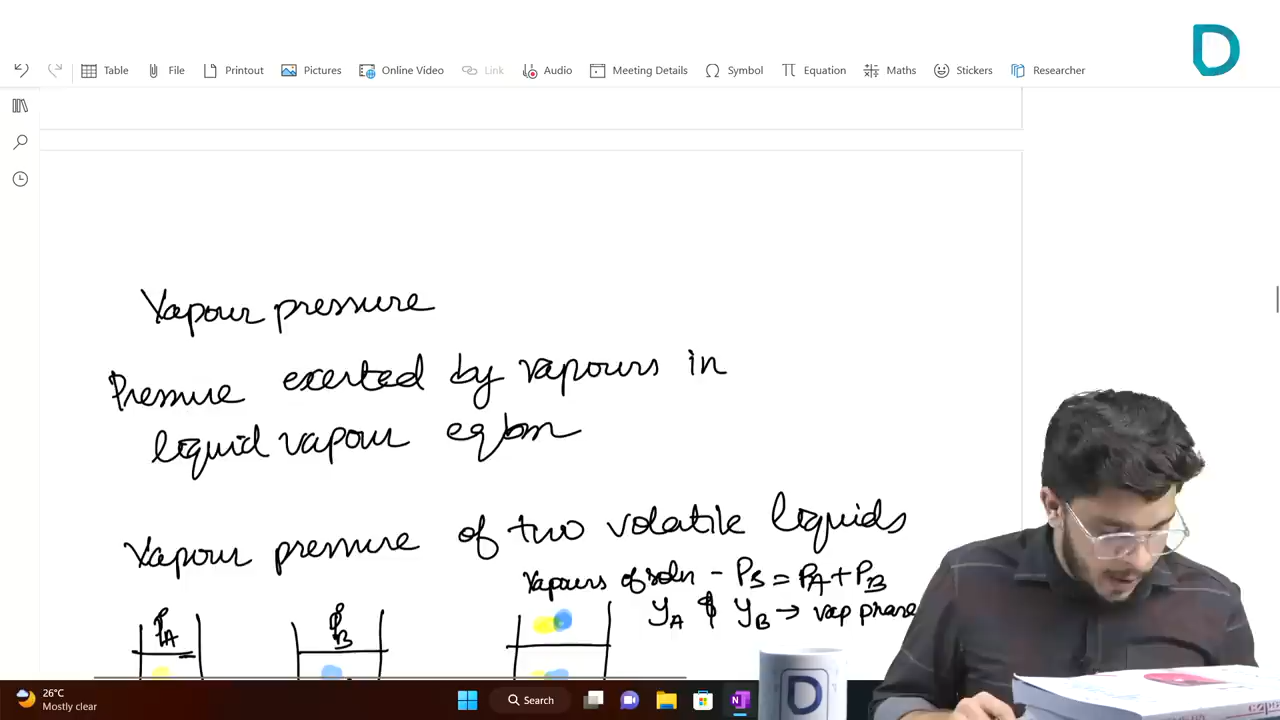 D
Table File Printout Pictures Online Video Link Audio Meeting Details Symbol Equation Maths Stickers Researcher
Vapour pressure
Pressure exerted by vapours in
liquid vapour eqbm
Vapour pressure of two volatile liquids
Vapours of soln - Ps = PA + PB
yA & yB → vap phase
PA PB
D
26°C
Mostly clear
Search